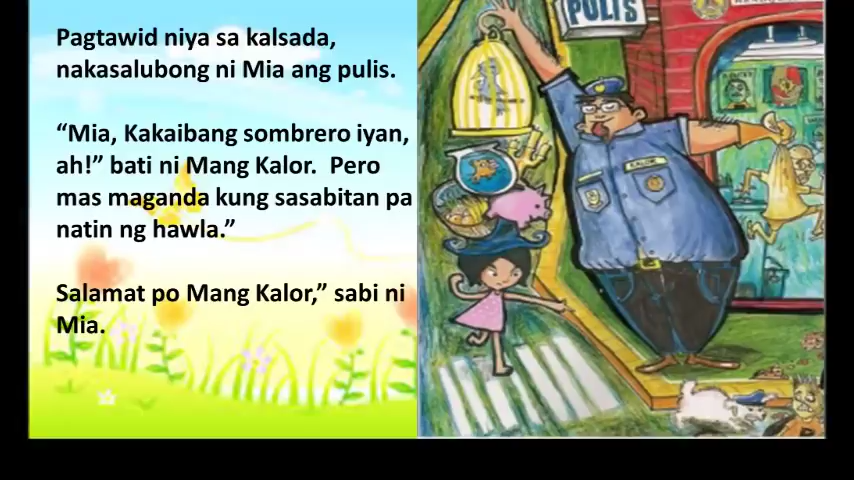 Pagtawid niya sa kalsada,
nakasalubong ni Mia ang pulis.
“Mia, Kakaibang sombrero iyan,
ah!” bati ni Mang Kalor.  Pero
mas maganda kung sasabitan pa
natin ng hawla.”
Salamat po Mang Kalor,” sabi ni
Mia.
PULIS
KALOR